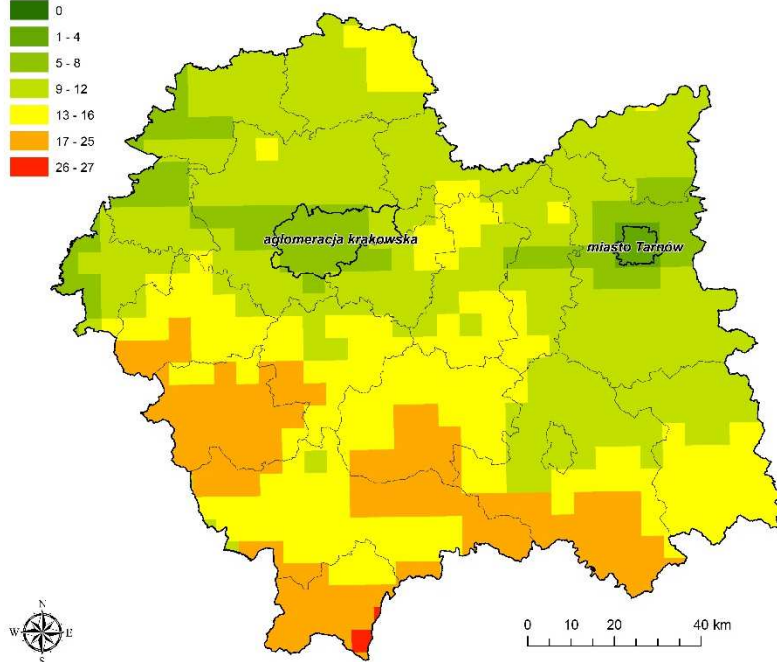 0
1 - 4
5 - 8
9 - 12
13 - 16
17 - 25
26 - 27
aglomeracja krakowska
miasto Tarnów
N
W E
S
0 10 20 40 km